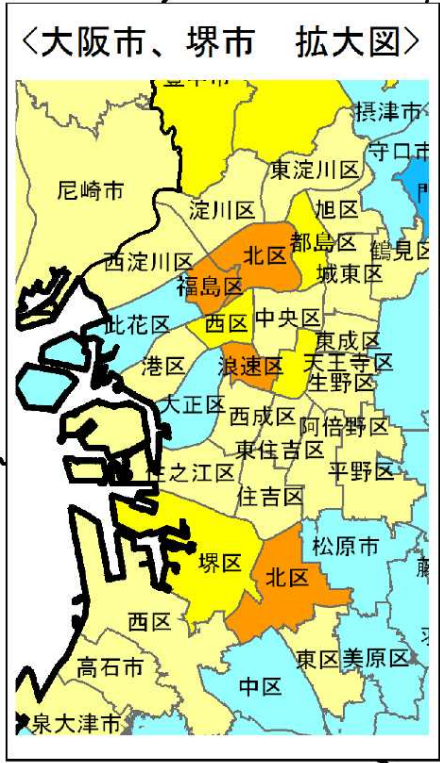 <大阪市、堺市 拡大図>
豊中市
摂津市
守口市
東淀川区
尼崎市
淀川区
旭区
都島区
鶴見区
西淀川区
北区
城東区
福島区
此花区
西区
中央区
東成区
港区
浪速区
天王寺区
生野区
大正区
西成区
阿倍野区
東住吉区
住之江区
平野区
住吉区
松原市
堺区
北区
西区
東区
美原区
高石市
中区
泉大津市